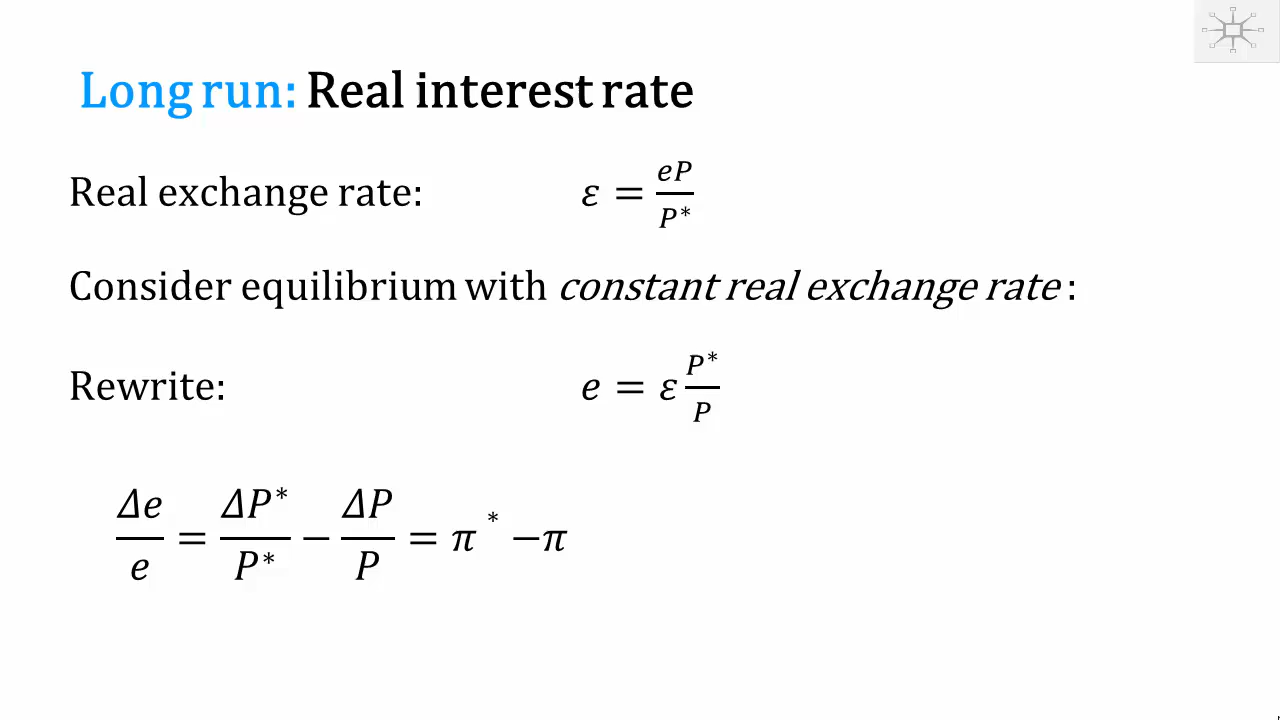 Long run: Real interest rate
Real exchange rate: ε = eP/P*
Consider equilibrium with constant real exchange rate :
Rewrite: e = ε P*/P
Δe/e = ΔP*/P* − ΔP/P = π* −π